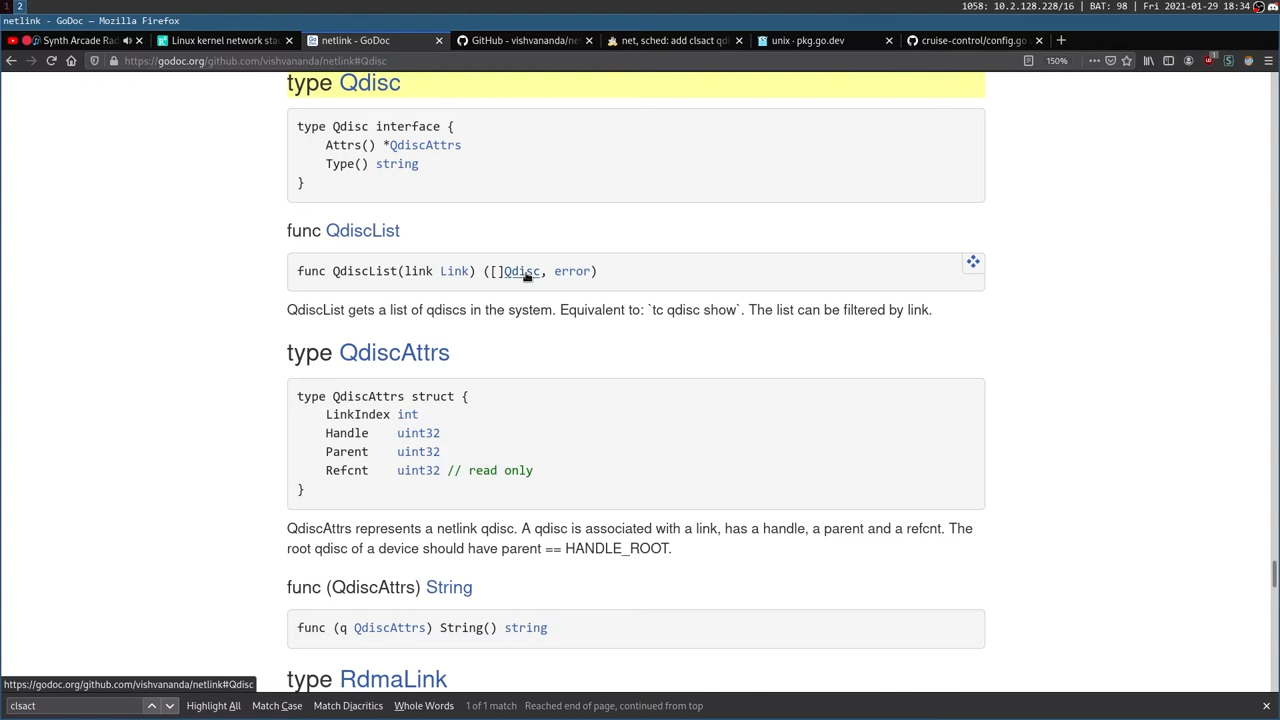 1 2 1058: 10.2.128.228/16 | BAT: 98 | Fri 2021-01-29 18:34
netlink - GoDoc — Mozilla Firefox
Synth Arcade Rad Linux kernel network sta netlink - GoDoc GitHub - vishvananda/ne net, sched: add clsact qd unix · pkg.go.dev cruise-control/config.go
https://godoc.org/github.com/vishvananda/netlink#Qdisc 150%
type Qdisc
type Qdisc interface {
Attrs() *QdiscAttrs
Type() string
}
func QdiscList
func QdiscList(link Link) ([]Qdisc, error)
QdiscList gets a list of qdiscs in the system. Equivalent to: `tc qdisc show`. The list can be filtered by link.
type QdiscAttrs
type QdiscAttrs struct {
LinkIndex int
Handle uint32
Parent uint32
Refcnt uint32 // read only
}
QdiscAttrs represents a netlink qdisc. A qdisc is associated with a link, has a handle, a parent and a refcnt. The
root qdisc of a device should have parent == HANDLE_ROOT.
func (QdiscAttrs) String
func (q QdiscAttrs) String() string
type RdmaLink
https://godoc.org/github.com/vishvananda/netlink#Qdisc
clsact Highlight All Match Case Match Diacritics Whole Words 1 of 1 match Reached end of page, continued from top